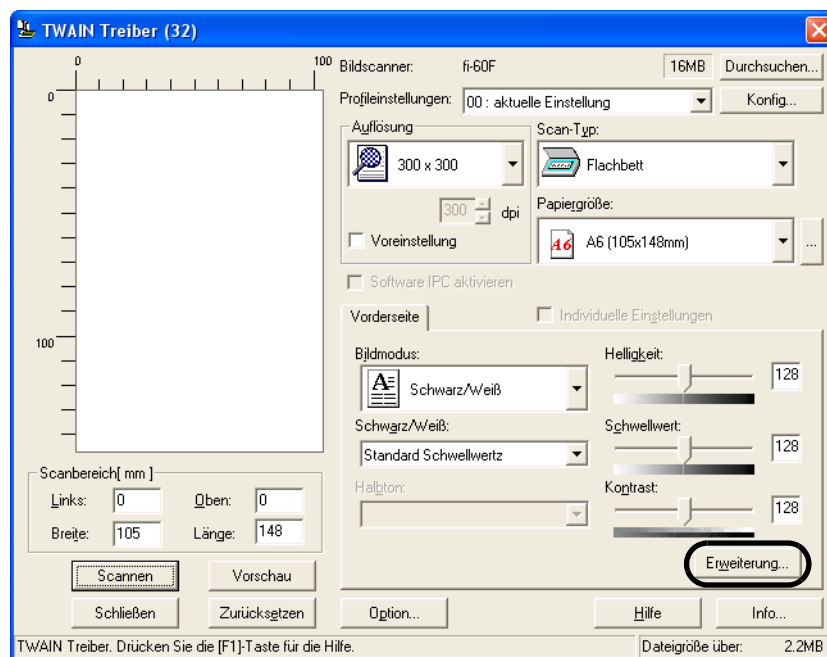 TWAIN Treiber (32)
0 100
0
100
Bildscanner: fi-60F 16MB Durchsuchen...
Profileinstellungen: 00 : aktuelle Einstellung Konfig...
Auflösung
300 x 300
300 dpi
Voreinstellung
Scan-Typ:
Flachbett
Papiergröße:
A6 A6 (105x148mm) ...
Software IPC aktivieren
Vorderseite
Individuelle Einstellungen
Bildmodus:
A Schwarz/Weiß
Schwarz/Weiß:
Standard Schwellwertz
Halbton:
Helligkeit:
128
Schwellwert:
128
Kontrast:
128
Erweiterung...
Scanbereich[ mm ]
Links: 0 Oben: 0
Breite: 105 Länge: 148
Scannen Vorschau
Schließen Zurücksetzen Option... Hilfe Info...
TWAIN Treiber. Drücken Sie die [F1]-Taste für die Hilfe. Dateigröße über: 2.2MB